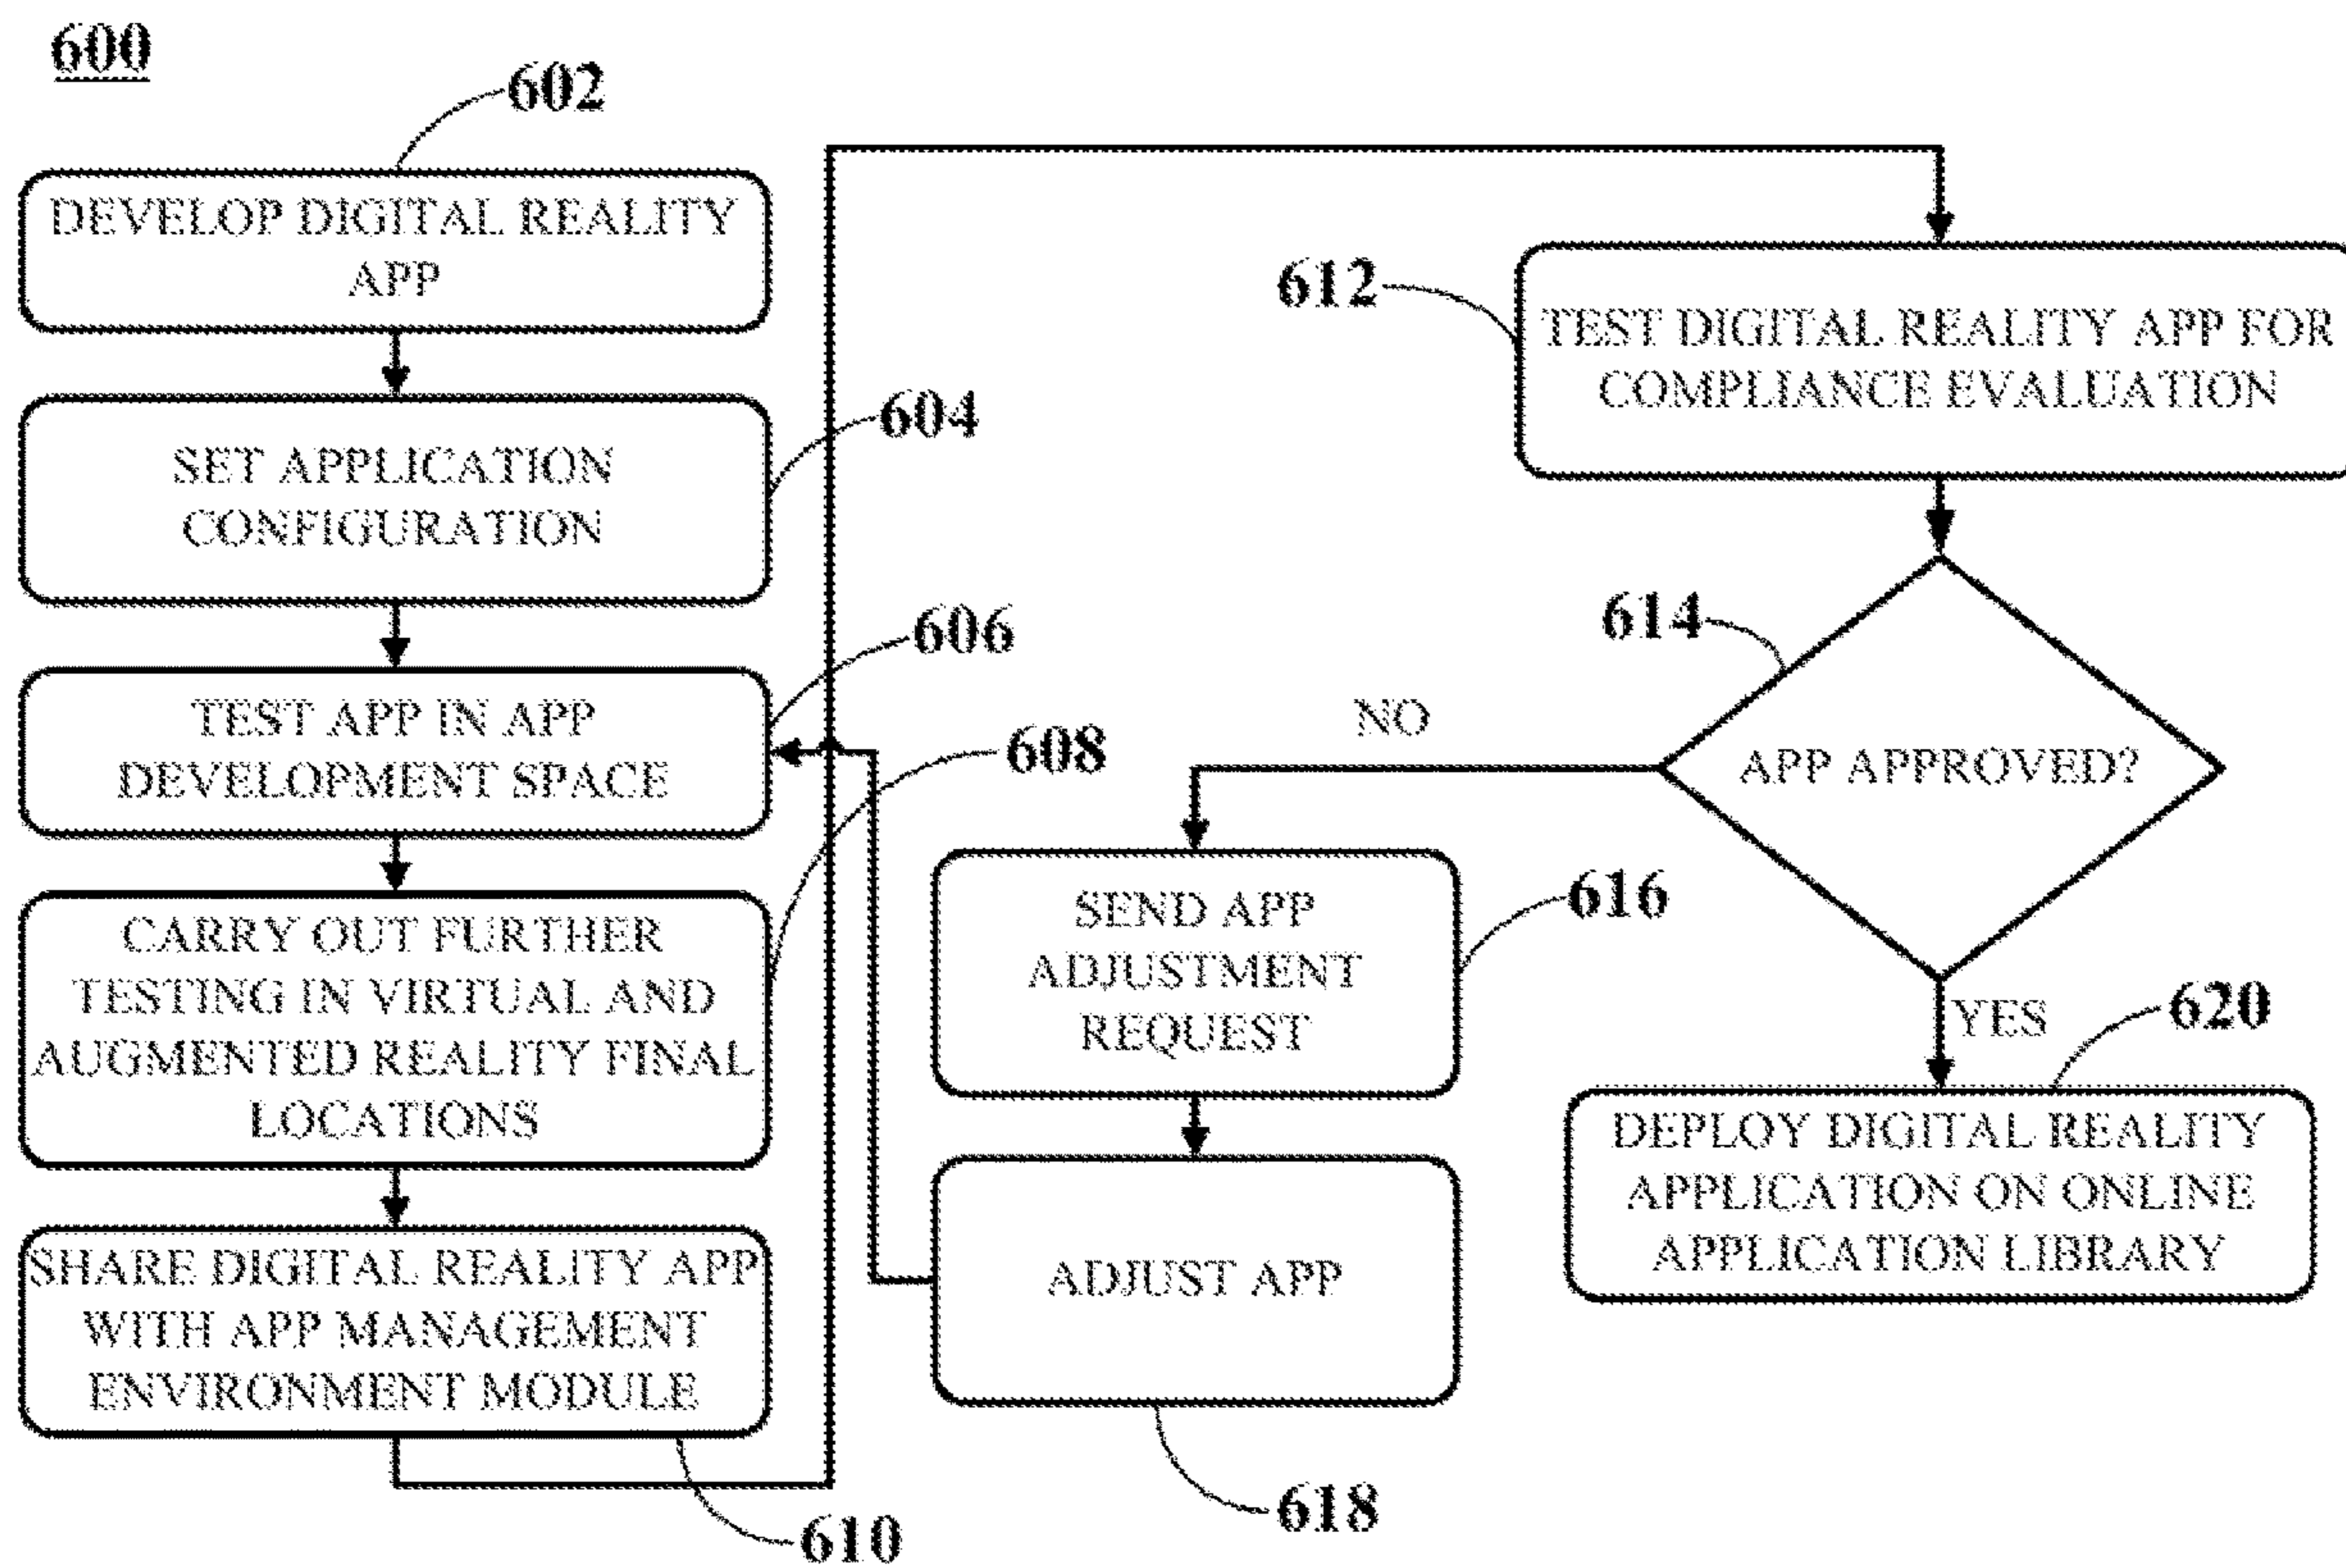 600
602
DEVELOP DIGITAL REALITY
APP
604
SET APPLICATION
CONFIGURATION
606
TEST APP IN APP
DEVELOPMENT SPACE
608
CARRY OUT FURTHER
TESTING IN VIRTUAL AND
AUGMENTED REALITY FINAL
LOCATIONS
SHARE DIGITAL REALITY APP
WITH APP MANAGEMENT
ENVIRONMENT MODULE
610
612
TEST DIGITAL REALITY APP FOR
COMPLIANCE EVALUATION
614
APP APPROVED?
NO
SEND APP
ADJUSTMENT
REQUEST
616
ADJUST APP
618
YES
620
DEPLOY DIGITAL REALITY
APPLICATION ON ONLINE
APPLICATION LIBRARY